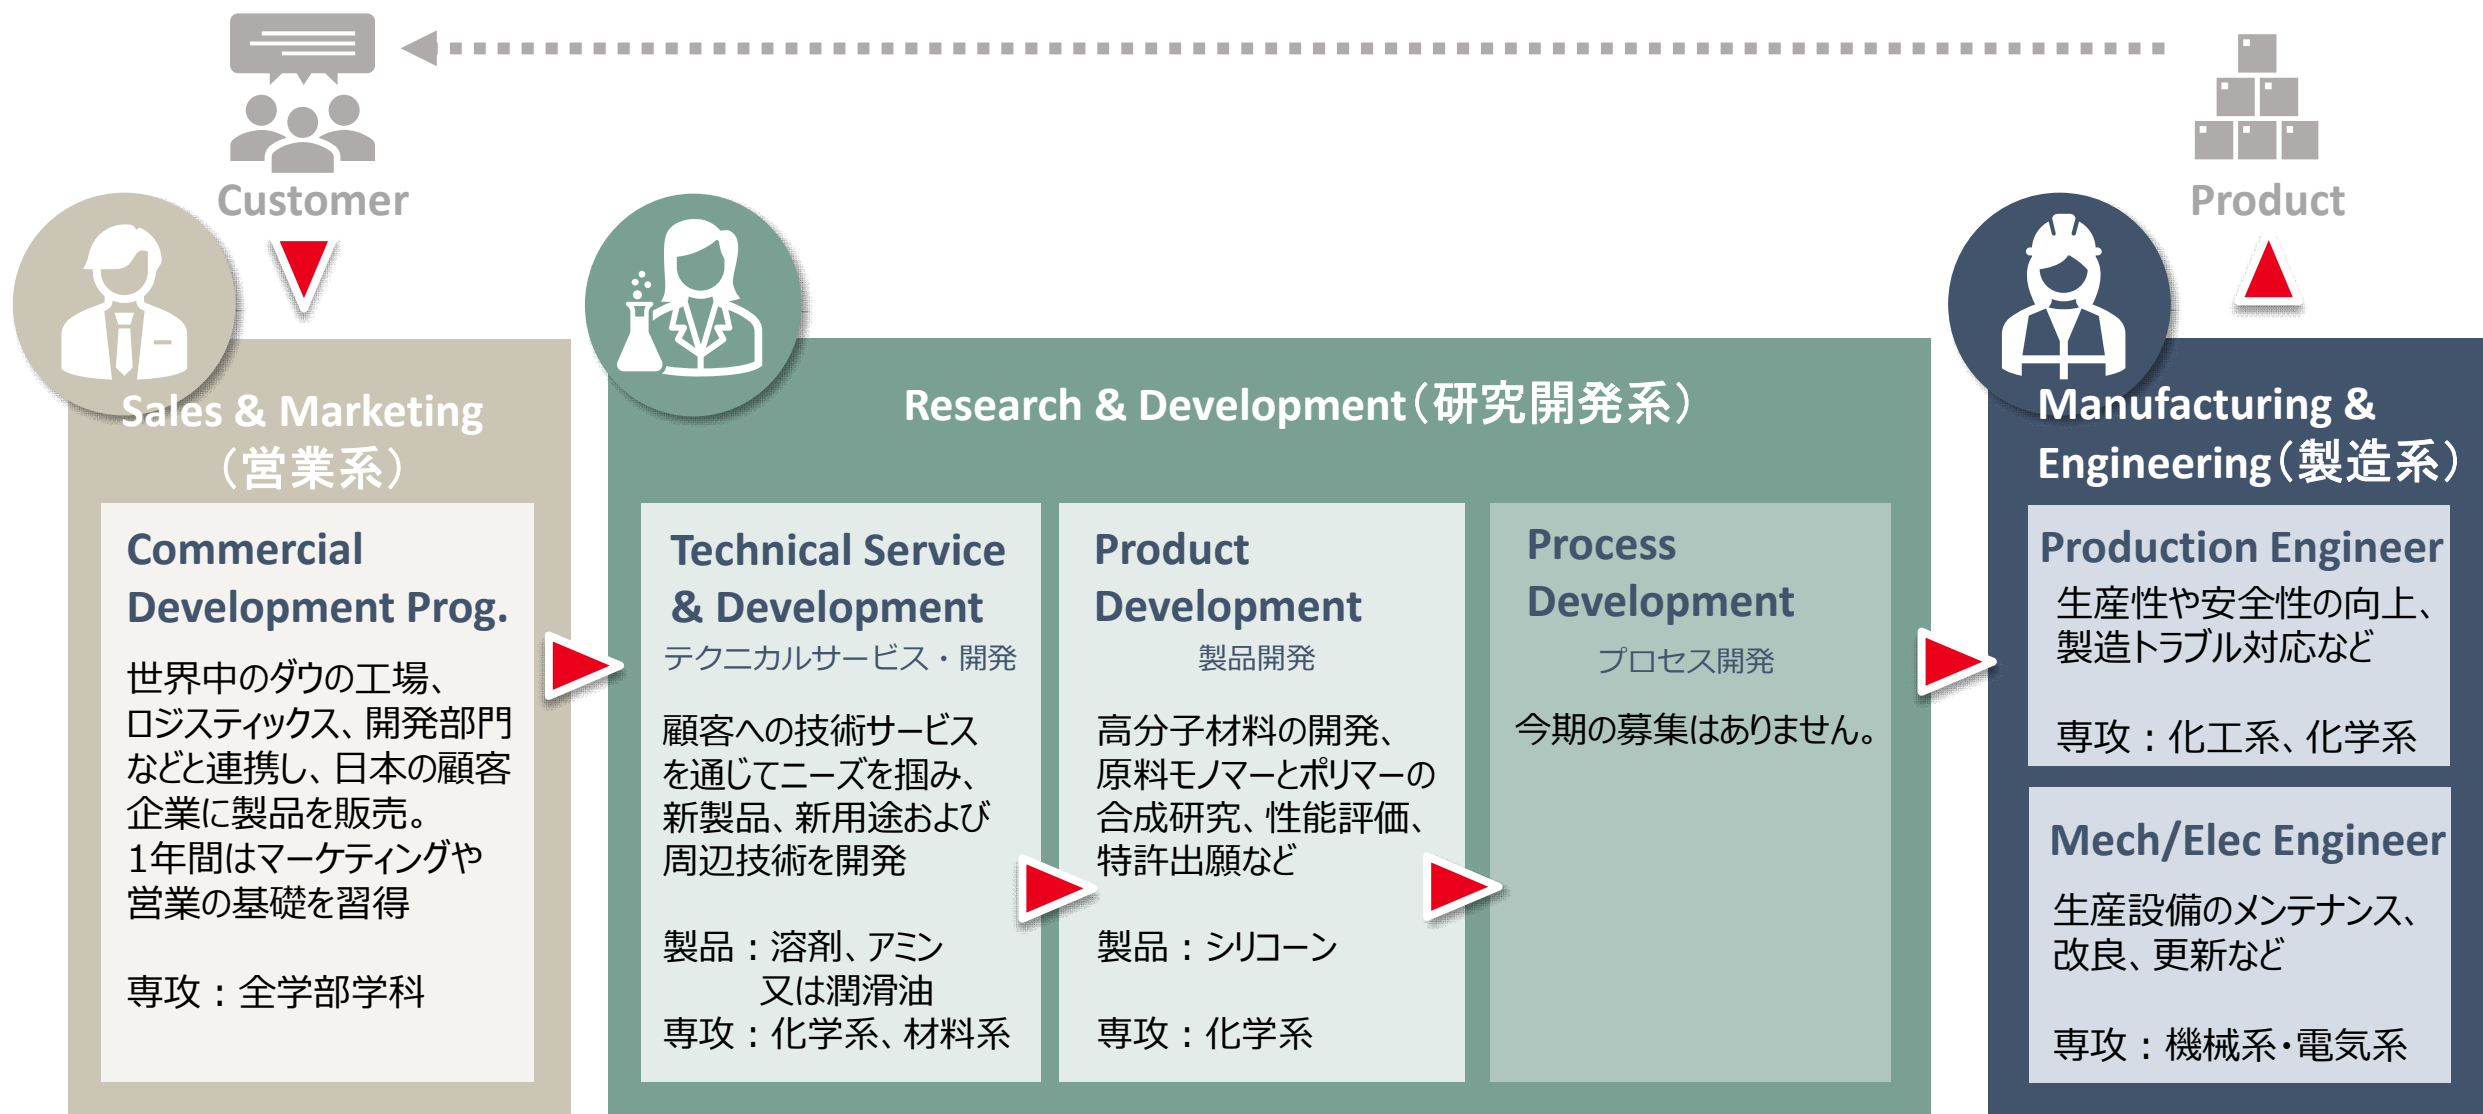 Customer
Product
Sales & Marketing
（営業系）
Commercial
Development Prog.
世界中のダウの工場、
ロジスティックス、開発部門
などと連携し、日本の顧客
企業に製品を販売。
1年間はマーケティングや
営業の基礎を習得
専攻：全学部学科
Research & Development（研究開発系）
Technical Service
& Development
テクニカルサービス・開発
顧客への技術サービス
を通じてニーズを掴み、
新製品、新用途および
周辺技術を開発
製品：溶剤、アミン
又は潤滑油
専攻：化学系、材料系
Product
Development
製品開発
高分子材料の開発、
原料モノマーとポリマーの
合成研究、性能評価、
特許出願など
製品：シリコーン
専攻：化学系
Process
Development
プロセス開発
今期の募集はありません。
Manufacturing &
Engineering（製造系）
Production Engineer
生産性や安全性の向上、
製造トラブル対応など
専攻：化工系、化学系
Mech/Elec Engineer
生産設備のメンテナンス、
改良、更新など
専攻：機械系・電気系